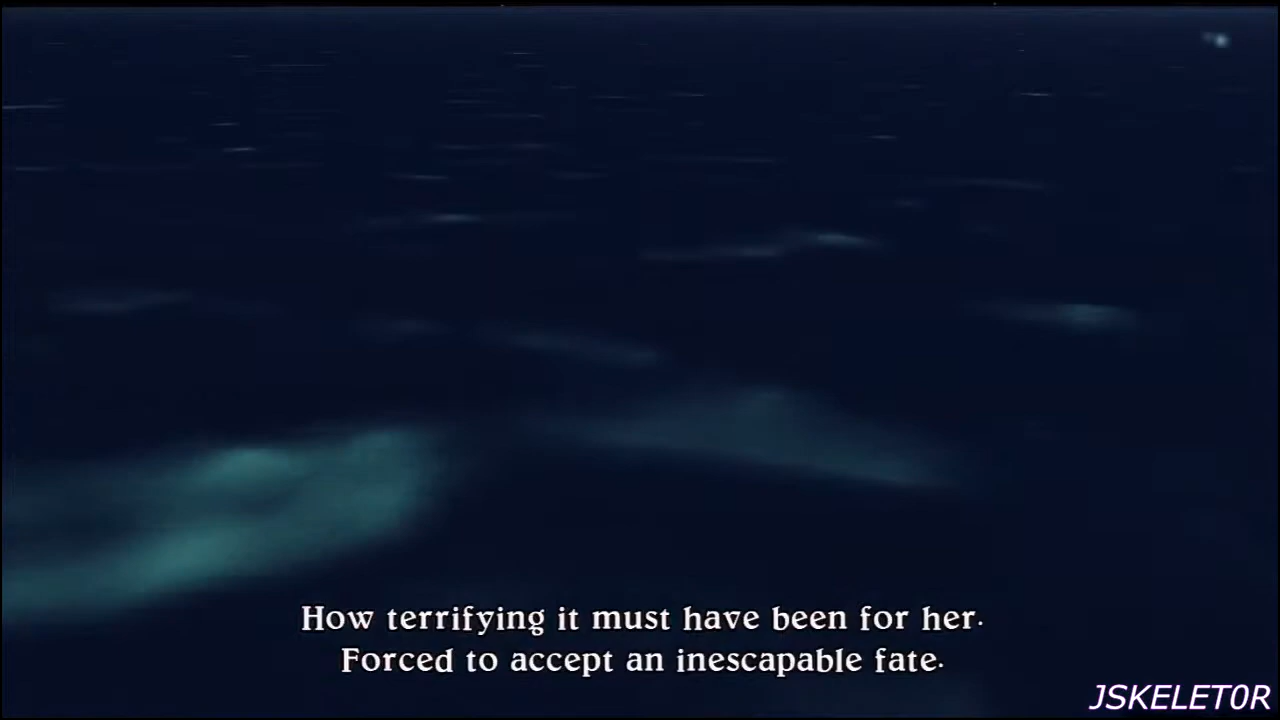 How terrifying it must have been for her.
Forced to accept an inescapable fate.
JSKELET0R